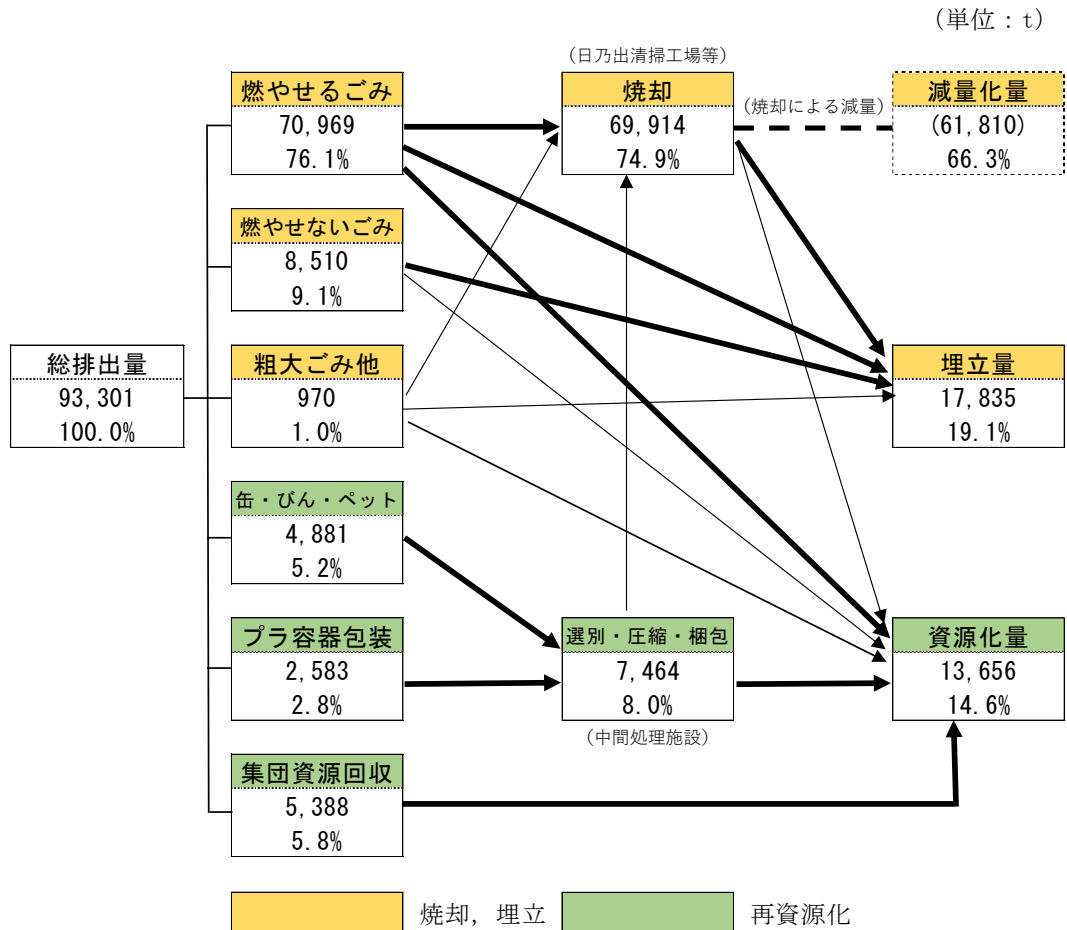 （単位：t）
（日乃出清掃工場等）
燃やせるごみ
70,969
76.1%
焼却
69,914
74.9%
（焼却による減量）
減量化量
(61,810)
66.3%
燃やせないごみ
8,510
9.1%
総排出量
93,301
100.0%
粗大ごみ他
970
1.0%
埋立量
17,835
19.1%
缶・びん・ペット
4,881
5.2%
プラ容器包装
2,583
2.8%
選別・圧縮・梱包
7,464
8.0%
（中間処理施設）
資源化量
13,656
14.6%
集団資源回収
5,388
5.8%
焼却，埋立
再資源化